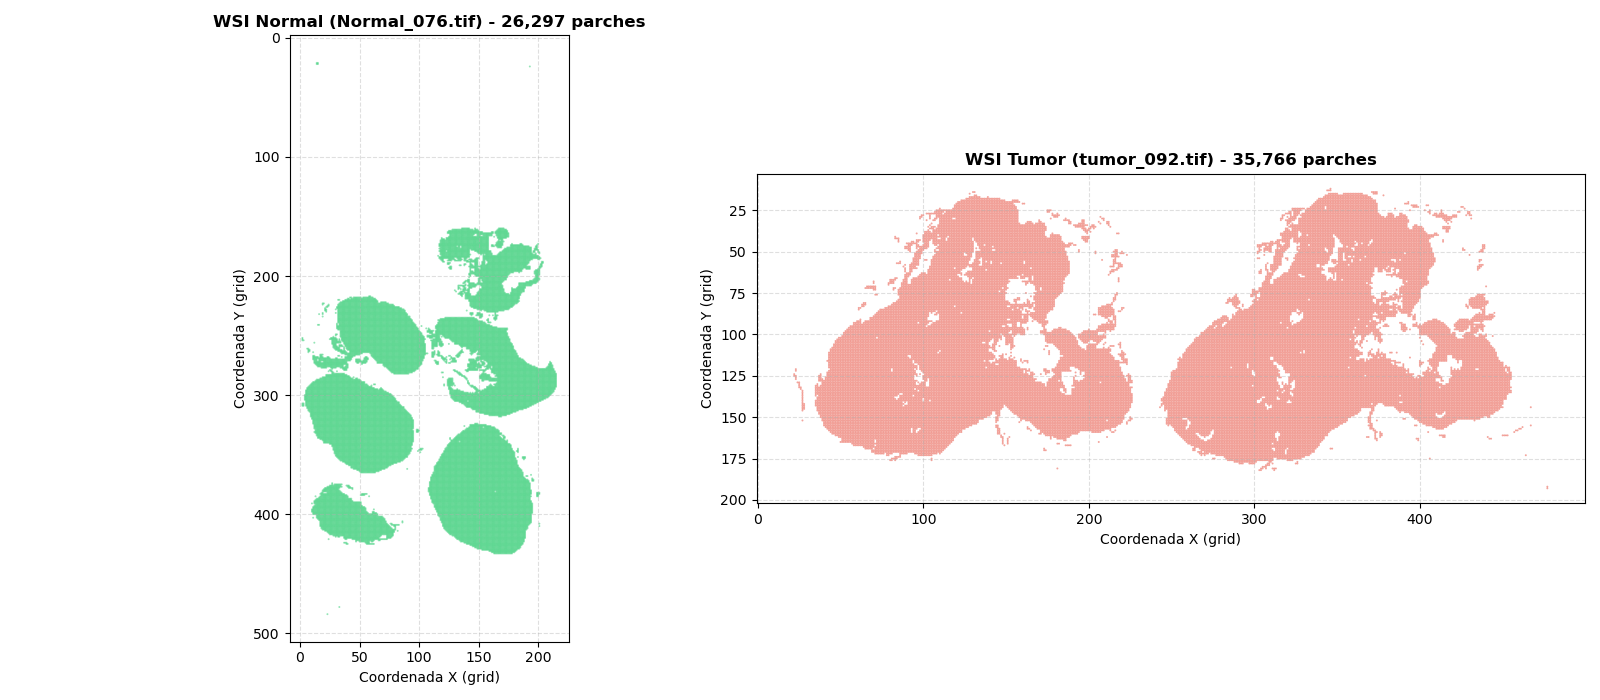 WSI Normal (Normal_076.tif) - 26,297 parches
0
100
200
300
400
500
Coordenada Y (grid)
0 50 100 150 200
Coordenada X (grid)
WSI Tumor (tumor_092.tif) - 35,766 parches
25
50
75
100
125
150
175
200
Coordenada Y (grid)
0 100 200 300 400
Coordenada X (grid)